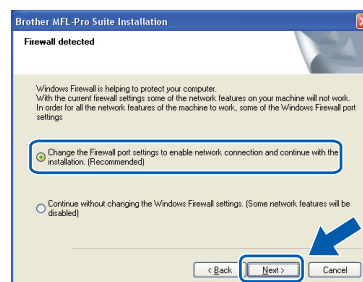 Brother MFL-Pro Suite Installation
Firewall detected
Windows Firewall is helping to protect your computer.
With the current firewall settings some of the network features on your machine will not work.
In order for all the network features of the machine to work, some of the Windows Firewall port
settings
Change the Firewall port settings to enable network connection and continue with the
installation. (Recommended)
Continue without changing the Windows Firewall settings. (Some network features will be
disabled)
< Back
Next >
Cancel